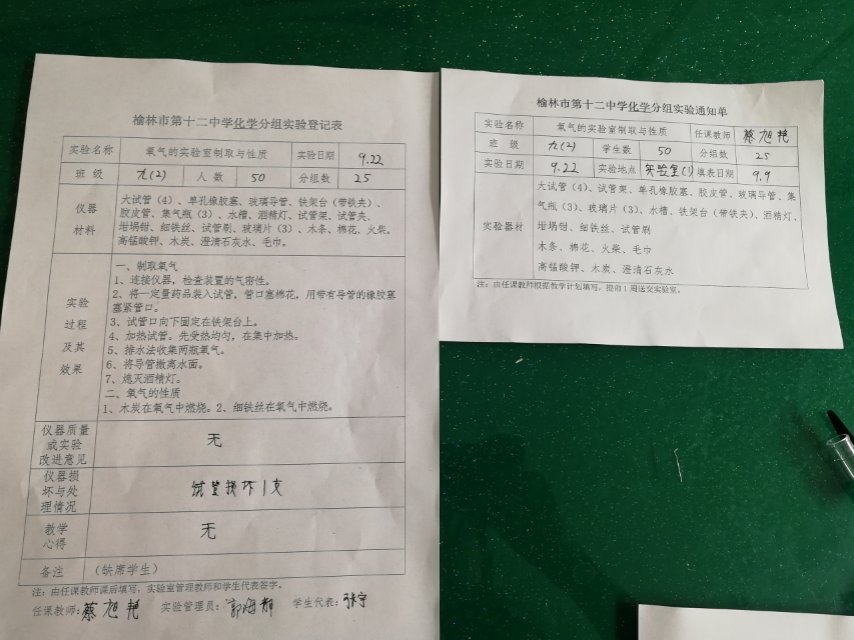 榆林市第十二中学化学分组实验登记表
实验名称 氧气的实验室制取与性质 实验日期 9.22
班 级 九(2) 人 数 50 分组数 25
仪器材料
大试管（4）、单孔橡胶塞、玻璃导管、铁架台（带铁夹）、
胶皮管、集气瓶（3）、水槽、酒精灯、试管架、试管夹、
坩埚钳、细铁丝、试管刷、玻璃片（3）、木条、棉花、火柴。
高锰酸钾、木炭、澄清石灰水、毛巾。
实验过程及其效果
一、制取氧气
1、连接仪器，检查装置的气密性。
2、将一定量药品装入试管，管口塞棉花，用带有导管的橡胶塞
塞紧管口。
3、试管口向下固定在铁架台上。
4、加热试管。先受热均匀，在集中加热。
5、排水法收集两瓶氧气。
6、将导管撤离水面。
7、熄灭酒精灯。
二、氧气的性质
1、木炭在氧气中燃烧。2、细铁丝在氧气中燃烧。
仪器质量或实验改进意见 无
仪器损坏与处理情况 试管损坏1支
教学心得 无
备注 （缺席学生）
注：由任课教师课后填写，实验室管理教师和学生代表签字。
任课教师：蔡旭艳 实验管理员： 学生代表：
榆林市第十二中学化学分组实验通知单
实验名称 氧气的实验室制取与性质 任课教师 蔡旭艳
班 级 九(2) 学生数 50 分组数 25
实验日期 9.22 实验地点 实验室(1) 填表日期 9.9
实验器材
大试管（4）、试管架、单孔橡胶塞、胶皮管、玻璃导管、集
气瓶（3）、玻璃片（3）、水槽、铁架台（带铁夹）、酒精灯、
坩埚钳、细铁丝、试管刷
木条、棉花、火柴、毛巾
高锰酸钾、木炭、澄清石灰水
注：由任课教师根据教学计划填写，提前1周送交实验室。